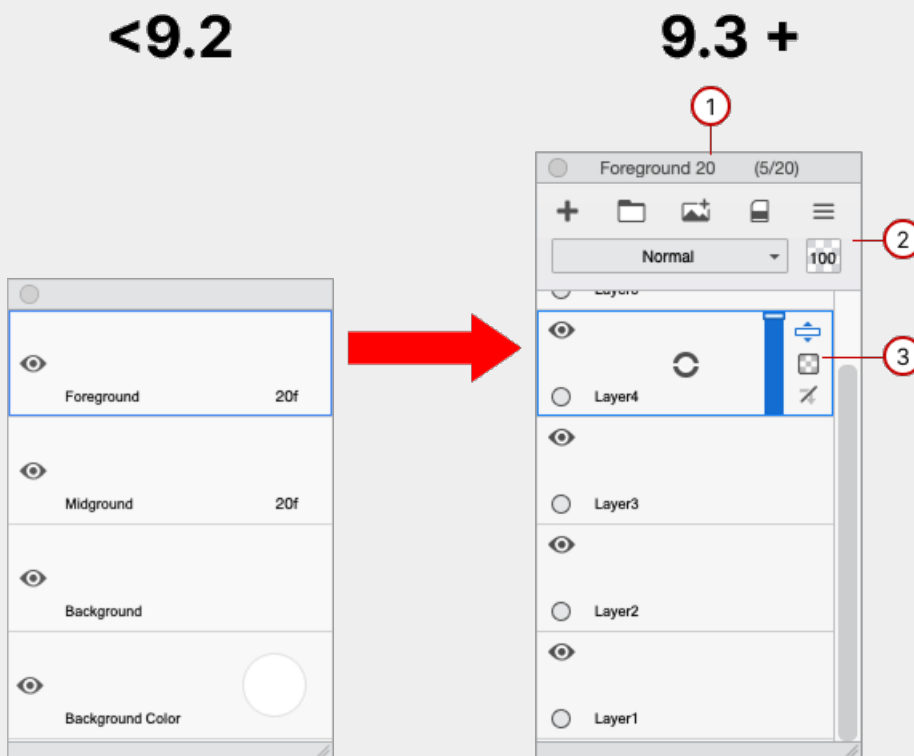 <9.2
9.3 +
1
Foreground 20 (5/20)
2
Normal
100
3
Foreground 20f
Layer4
Midground 20f
Layer3
Background
Layer2
Background Color
Layer1